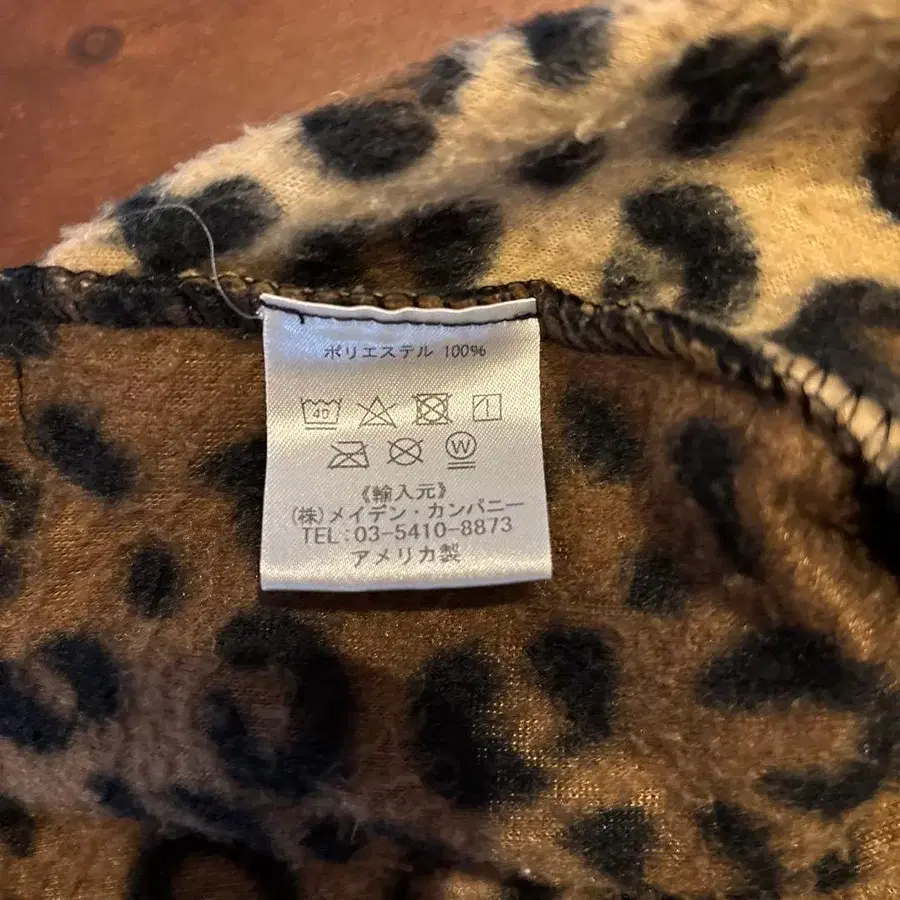 ポリエステル 100%
40
W
《輸入元》
(株)メイデン・カンパニー
TEL:03-5410-8873
アメリカ製